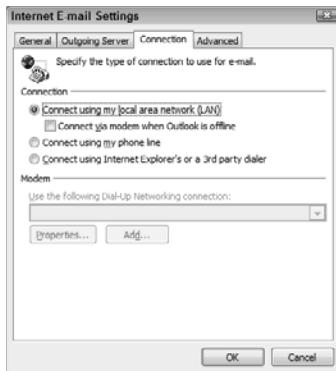 Internet E-mail Settings
General Outgoing Server Connection Advanced
Specify the type of connection to use for e-mail.
Connection
Connect using my local area network (LAN)
Connect via modem when Outlook is offline
Connect using my phone line
Connect using Internet Explorer's or a 3rd party dialer
Modem
Use the following Dial-Up Networking connection:
Properties... Add...
OK Cancel